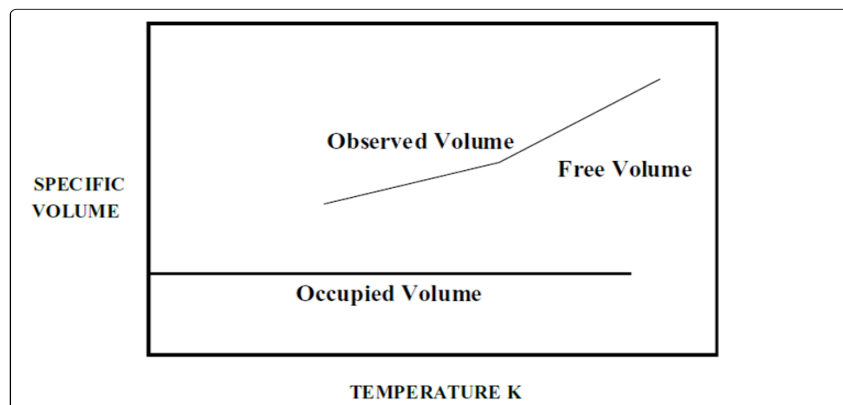 Observed Volume
Free Volume
SPECIFIC
VOLUME
Occupied Volume
TEMPERATURE K